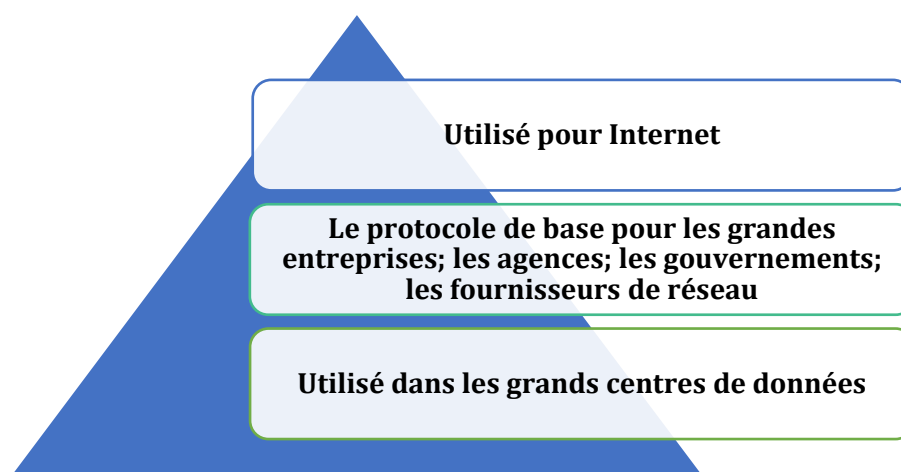 Utilisé pour Internet
Le protocole de base pour les grandes
entreprises; les agences; les gouvernements;
les fournisseurs de réseau
Utilisé dans les grands centres de données